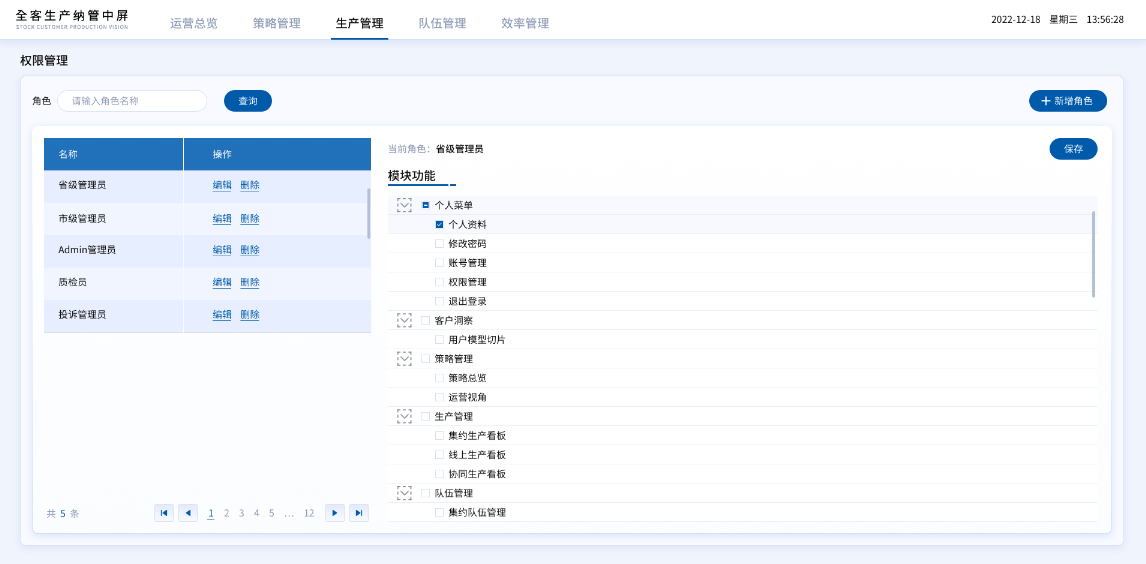 全客生产纳管中屏
STOCK CUSTOMER PRODUCTION VISION
运营总览 策略管理 生产管理 队伍管理 效率管理
2022-12-18 星期三 13:56:28
权限管理
角色 请输入角色名称 查询 新增角色
名称 操作
省级管理员 编辑 删除
市级管理员 编辑 删除
Admin管理员 编辑 删除
质检员 编辑 删除
投诉管理员 编辑 删除
共 5 条 1 2 3 4 5 ... 12
当前角色: 省级管理员 保存
模块功能
个人菜单
个人资料
修改密码
账号管理
权限管理
退出登录
客户洞察
用户模型切片
策略管理
策略总览
运营视角
生产管理
集约生产看板
线上生产看板
协同生产看板
队伍管理
集约队伍管理